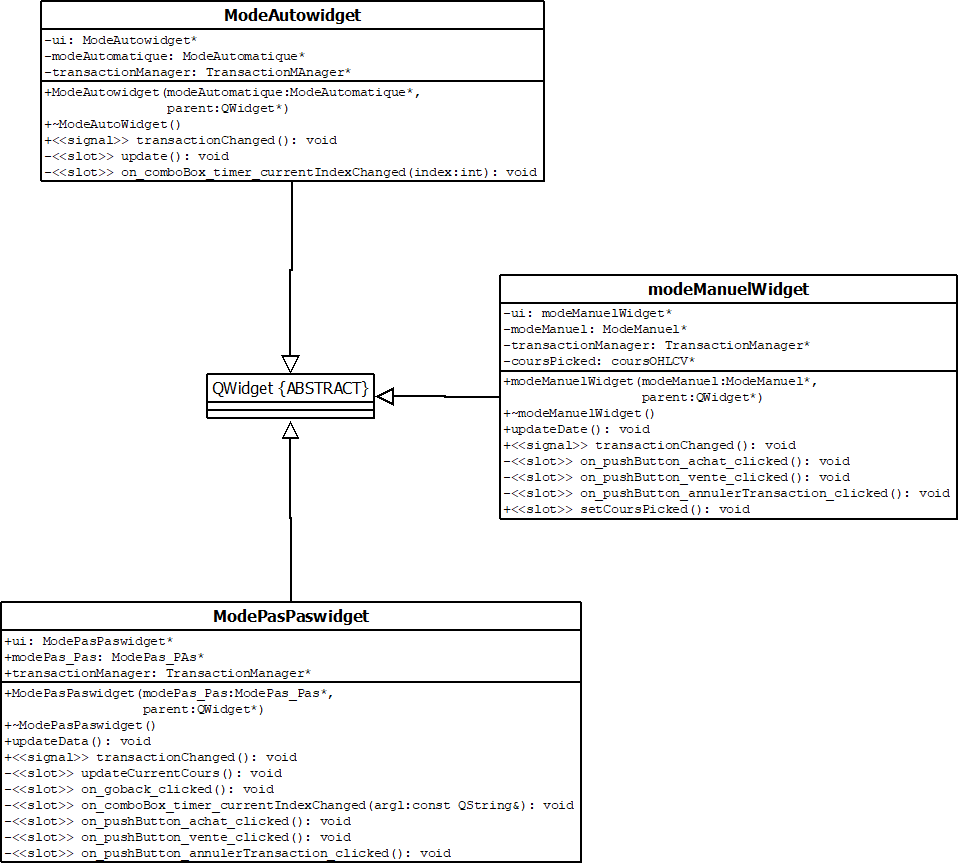 ModeAutowidget
-ui: ModeAutowidget*
-modeAutomatique: ModeAutomatique*
-transactionManager: TransactionMAnager*
+ModeAutowidget(modeAutomatique:ModeAutomatique*,
parent:QWidget*)
+~ModeAutoWidget()
+<<signal>> transactionChanged(): void
-<<slot>> update(): void
-<<slot>> on_comboBox_timer_currentIndexChanged(index:int): void
modeManuelWidget
-ui: modeManuelWidget*
-modeManuel: ModeManuel*
-transactionManager: TransactionManager*
-coursPicked: coursOHLCV*
+modeManuelWidget(modeManuel:ModeManuel*,
parent:QWidget*)
+~modeManuelWidget()
+updateDate(): void
+<<signal>> transactionChanged(): void
-<<slot>> on_pushButton_achat_clicked(): void
-<<slot>> on_pushButton_vente_clicked(): void
-<<slot>> on_pushButton_annulerTransaction_clicked(): void
+<<slot>> setCoursPicked(): void
QWidget {ABSTRACT}
ModePasPaswidget
+ui: ModePasPaswidget*
+modePas_Pas: ModePas_PAs*
+transactionManager: TransactionManager*
+ModePasPaswidget(modePas_Pas:ModePas_Pas*,
parent:QWidget*)
+~ModePasPaswidget()
+updateData(): void
+<<signal>> transactionChanged(): void
-<<slot>> updateCurrentCours(): void
-<<slot>> on_goback_clicked(): void
-<<slot>> on_comboBox_timer_currentIndexChanged(arg1:const QString&): void
-<<slot>> on_pushButton_achat_clicked(): void
-<<slot>> on_pushButton_vente_clicked(): void
-<<slot>> on_pushButton_annulerTransaction_clicked(): void